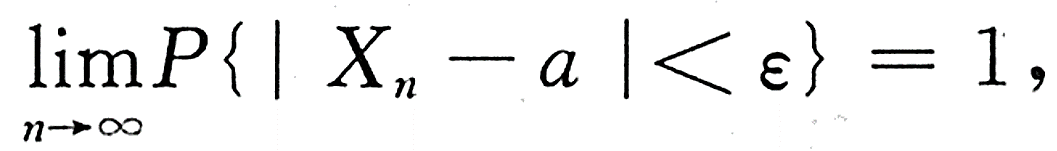 lim P{| Xₙ − a |< ε} = 1,
n→∞